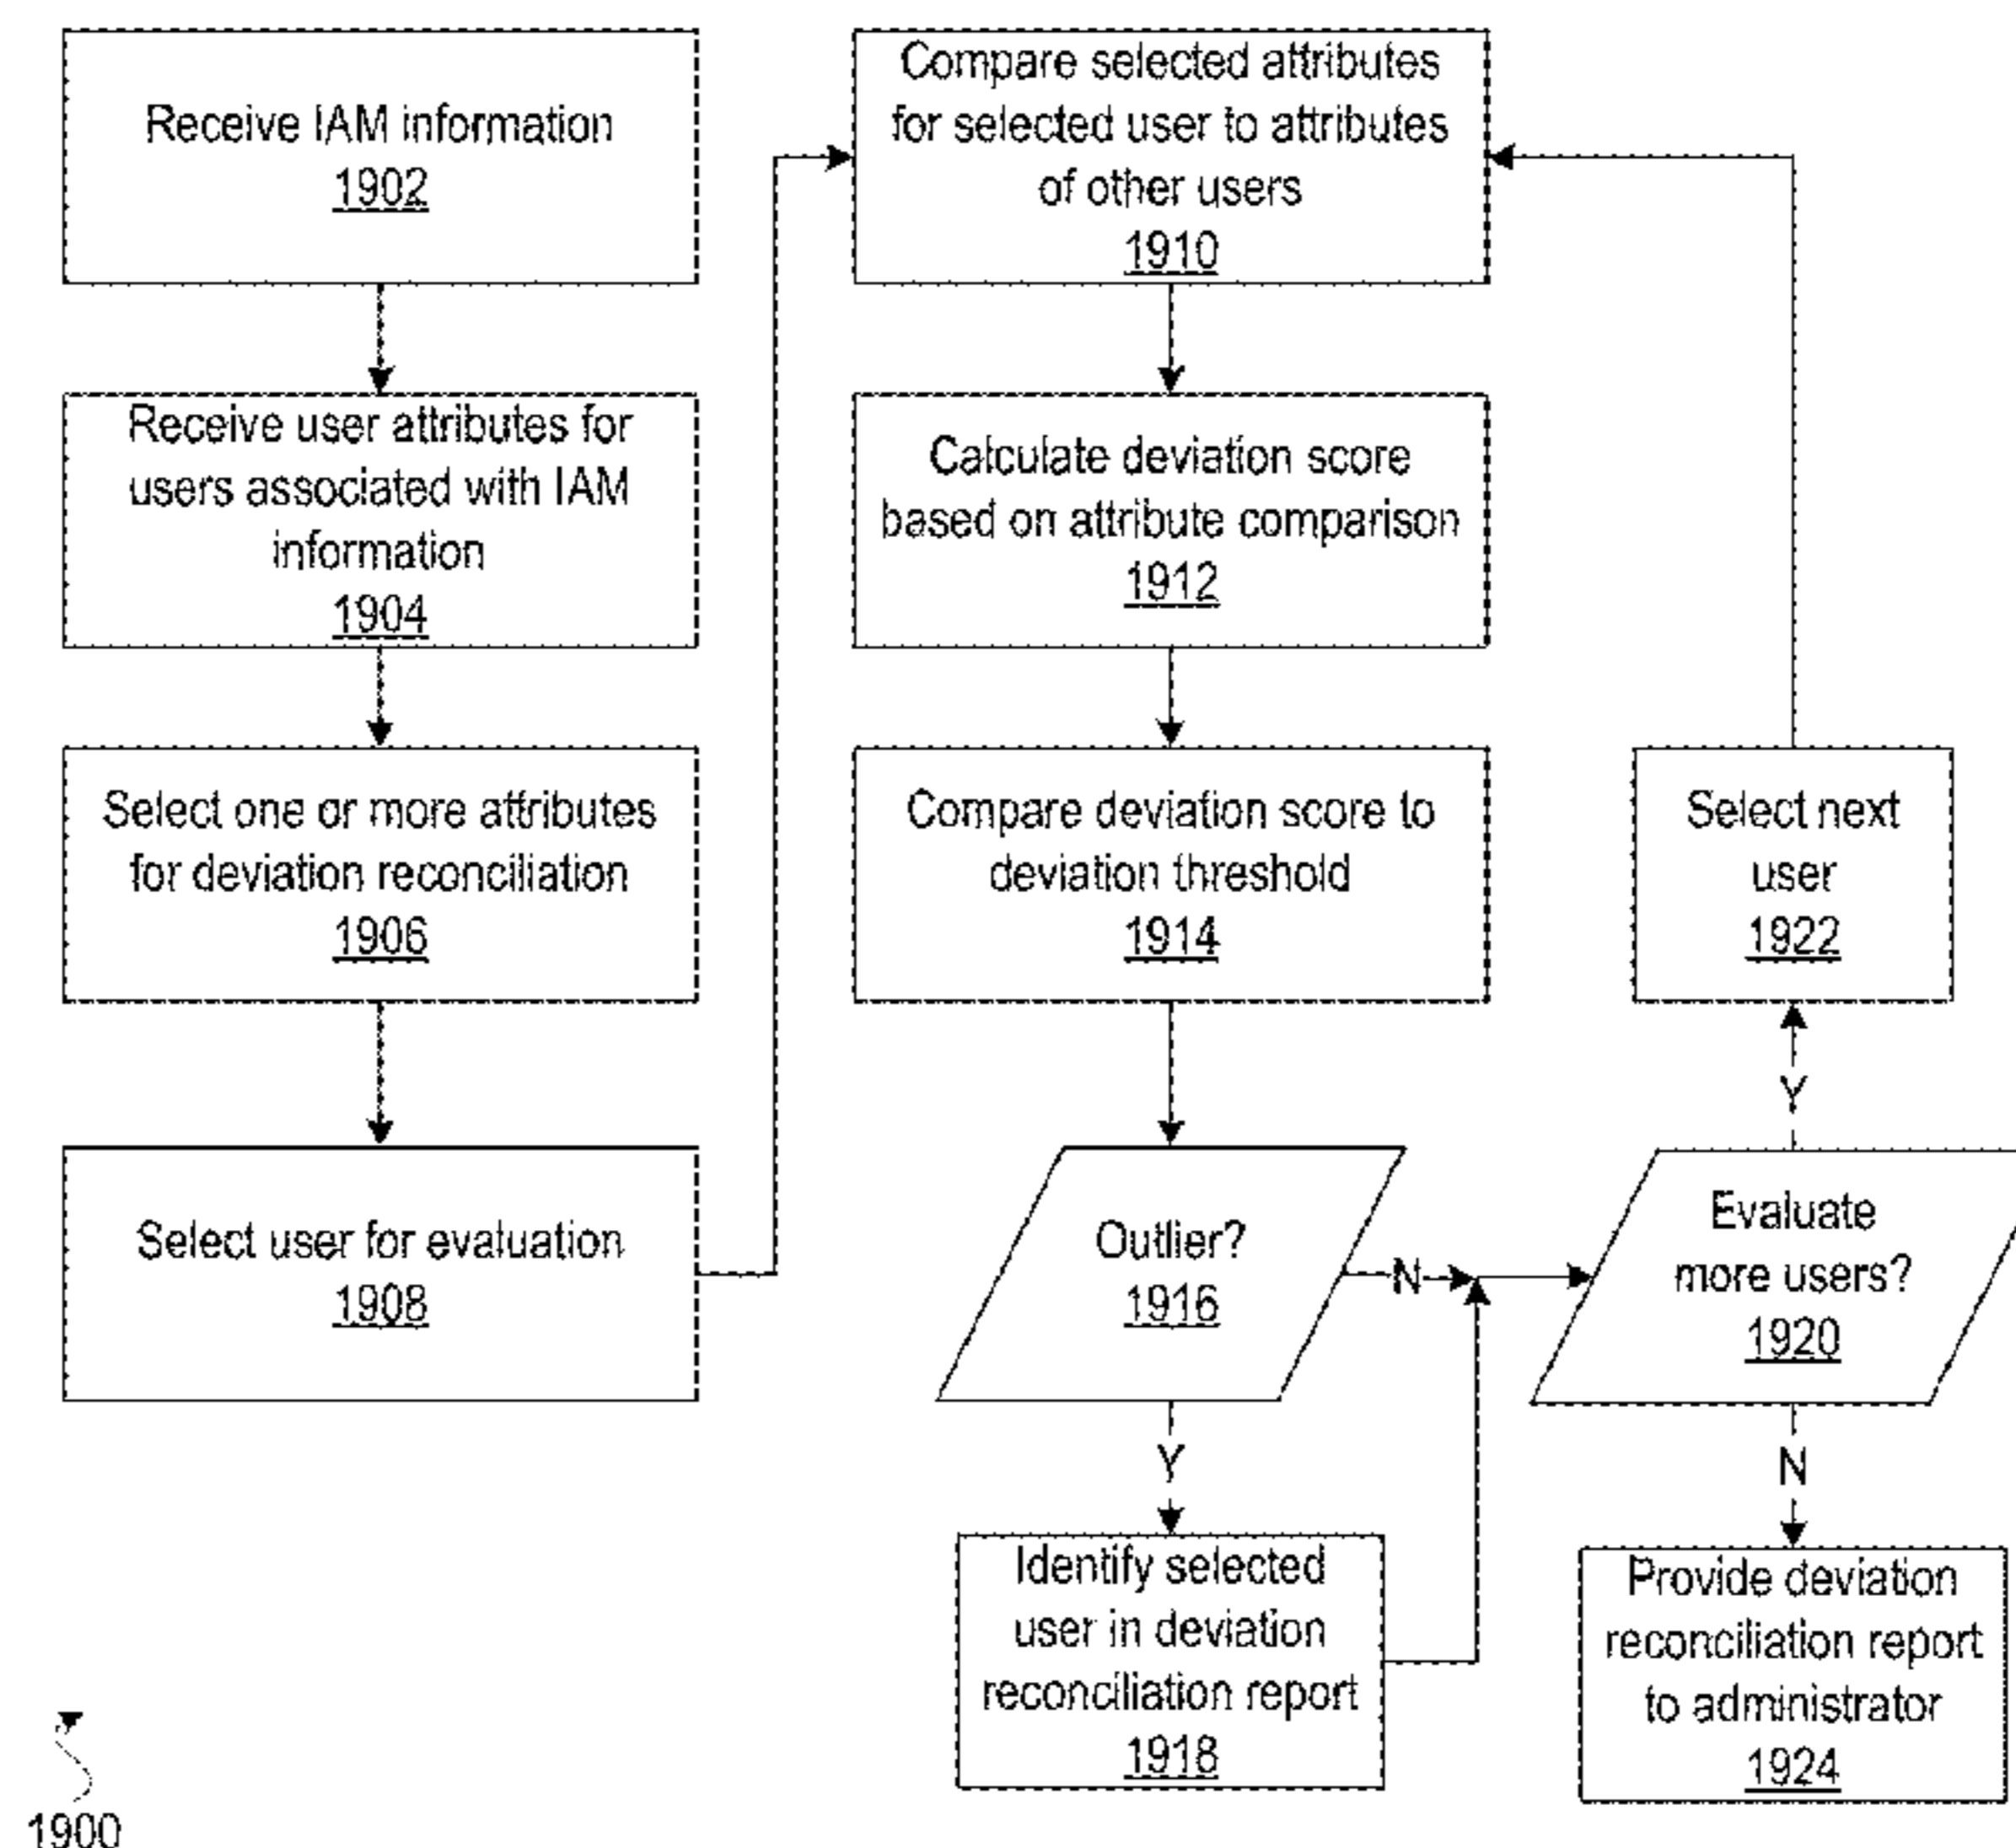 Receive IAM information
1902
Receive user attributes for
users associated with IAM
information
1904
Select one or more attributes
for deviation reconciliation
1906
Select user for evaluation
1908
Compare selected attributes
for selected user to attributes
of other users
1910
Calculate deviation score
based on attribute comparison
1912
Compare deviation score to
deviation threshold
1914
Outlier?
1916
N
Y
Identify selected
user in deviation
reconciliation report
1918
Select next
user
1922
Y
Evaluate
more users?
1920
N
Provide deviation
reconciliation report
to administrator
1924
1900